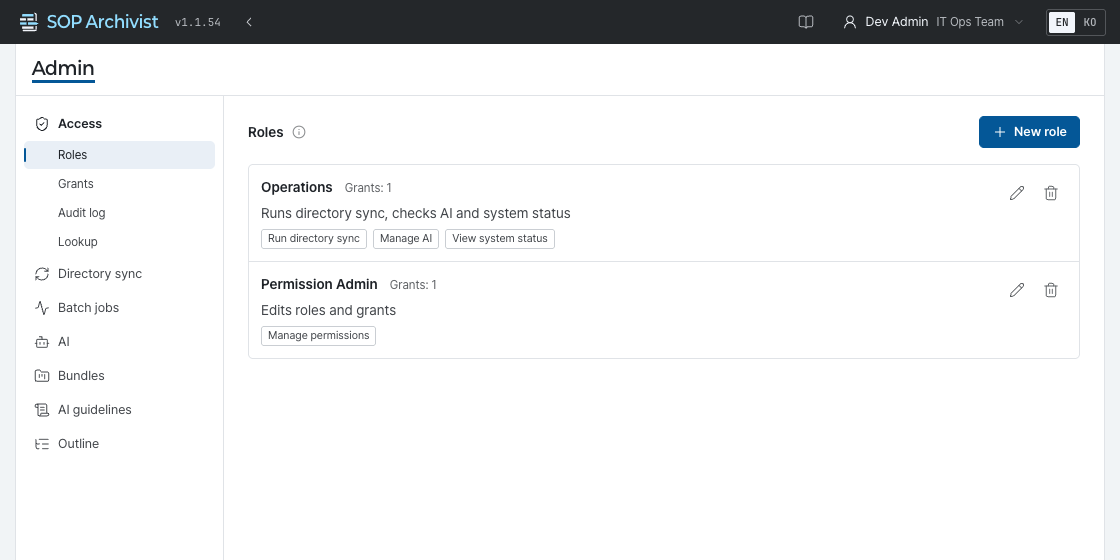 SOP Archivist v1.1.54
Dev Admin IT Ops Team
EN KO
Admin
Access
Roles
Grants
Audit log
Lookup
Directory sync
Batch jobs
AI
Bundles
AI guidelines
Outline
Roles
New role
Operations Grants: 1
Runs directory sync, checks AI and system status
Run directory sync Manage AI View system status
Permission Admin Grants: 1
Edits roles and grants
Manage permissions